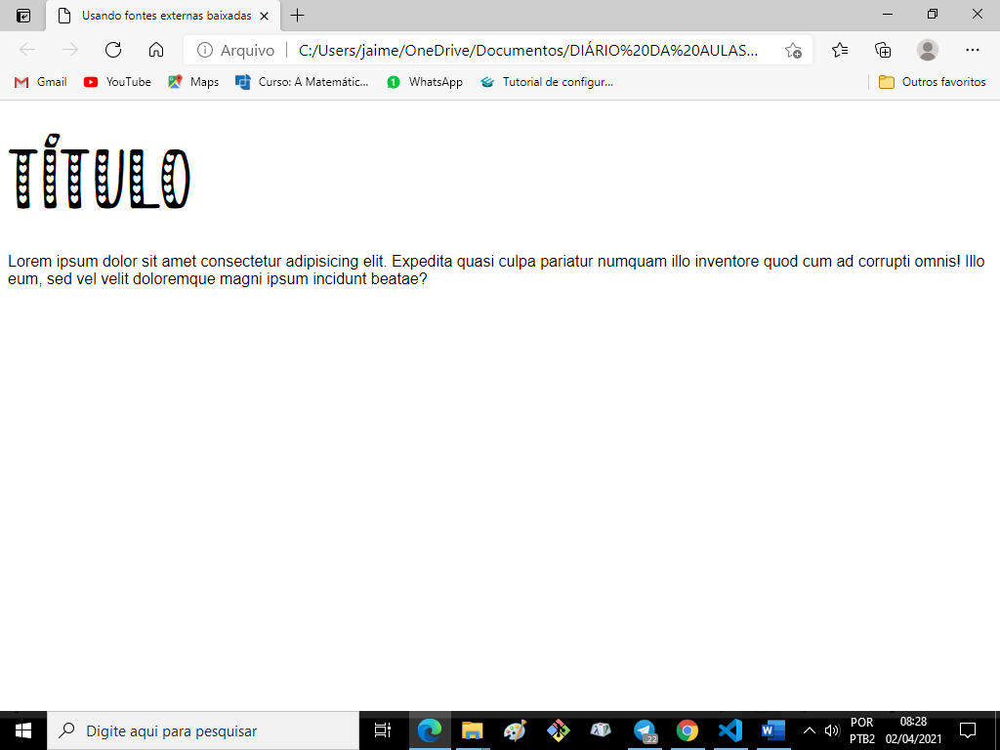 Usando fontes externas baixadas
Arquivo C:/Users/jaime/OneDrive/Documentos/DIÁRIO%20DA%20AULAS...
Gmail YouTube Maps Curso: A Matemátic... 1 WhatsApp Tutorial de configur... Outros favoritos
TÍTULO
Lorem ipsum dolor sit amet consectetur adipisicing elit. Expedita quasi culpa pariatur numquam illo inventore quod cum ad corrupti omnis! Illo
eum, sed vel velit doloremque magni ipsum incidunt beatae?
Digite aqui para pesquisar
22
POR
PTB2
08:28
02/04/2021